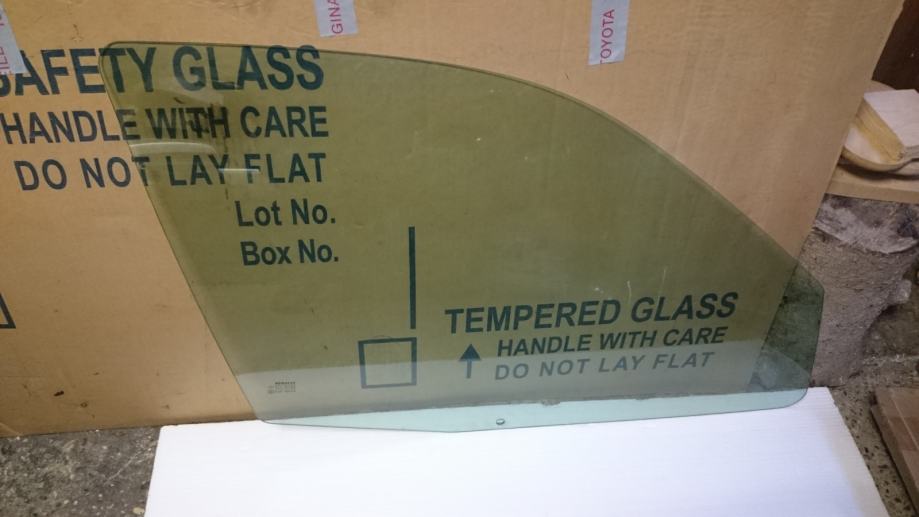 GINA
TOYOTA
SAFETY GLASS
HANDLE WITH CARE
DO NOT LAY FLAT
Lot No.
Box No.
TEMPERED GLASS
HANDLE WITH CARE
DO NOT LAY FLAT